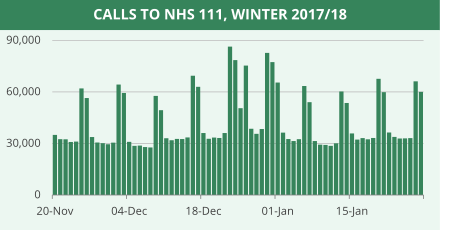 CALLS TO NHS 111, WINTER 2017/18
90,000
60,000
30,000
0
20-Nov 04-Dec 18-Dec 01-Jan 15-Jan